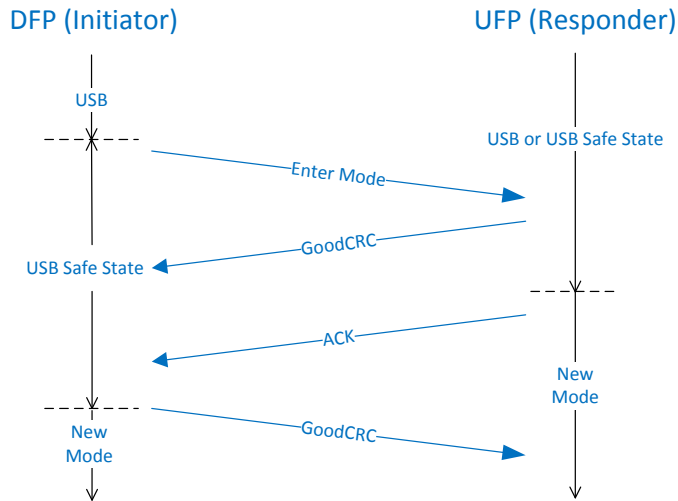 DFP (Initiator)
UFP (Responder)
USB
USB or USB Safe State
Enter Mode
GoodCRC
USB Safe State
ACK
New
Mode
GoodCRC
New
Mode